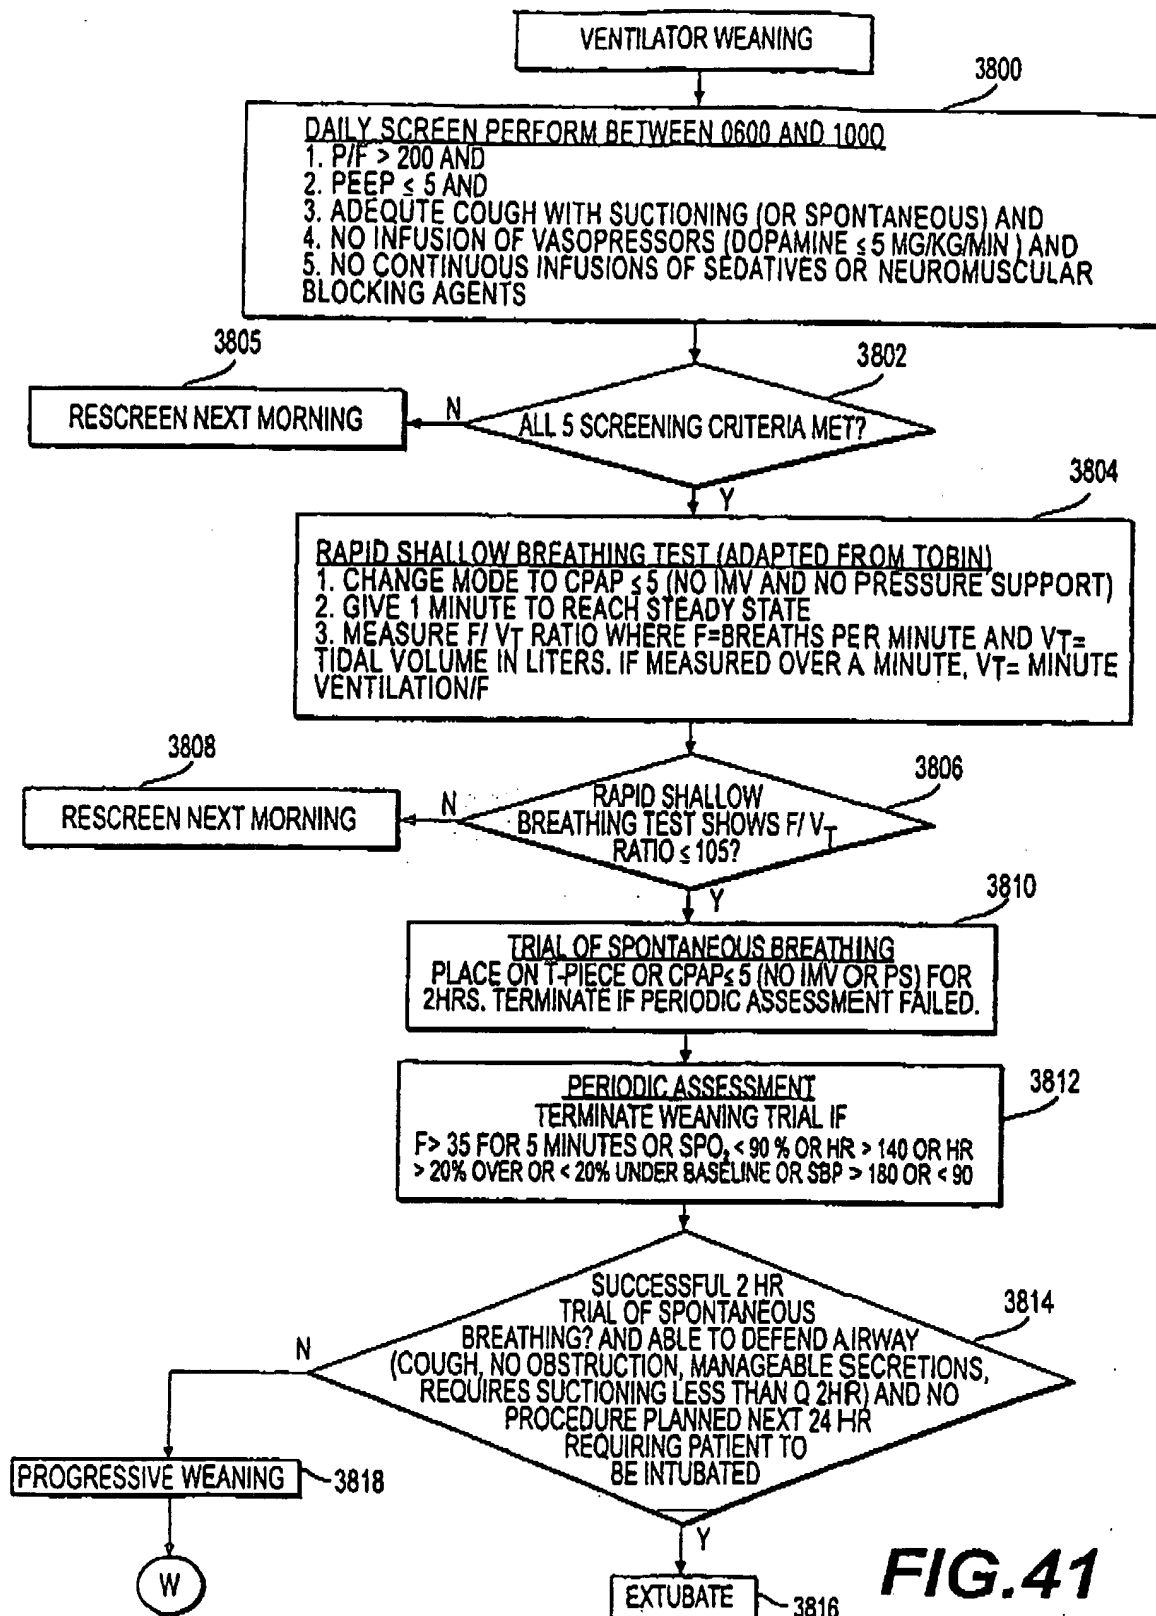 VENTILATOR WEANING
3800
DAILY SCREEN PERFORM BETWEEN 0600 AND 1000
1. P/F > 200 AND
2. PEEP ≤ 5 AND
3. ADEQUTE COUGH WITH SUCTIONING (OR SPONTANEOUS) AND
4. NO INFUSION OF VASOPRESSORS (DOPAMINE ≤ 5 MG/KG/MIN ) AND
5. NO CONTINUOUS INFUSIONS OF SEDATIVES OR NEUROMUSCULAR
BLOCKING AGENTS
3805
3802
RESCREEN NEXT MORNING
N
ALL 5 SCREENING CRITERIA MET?
Y
3804
RAPID SHALLOW BREATHING TEST (ADAPTED FROM TOBIN)
1. CHANGE MODE TO CPAP ≤ 5 (NO IMV AND NO PRESSURE SUPPORT)
2. GIVE 1 MINUTE TO REACH STEADY STATE
3. MEASURE F/ VT RATIO WHERE F=BREATHS PER MINUTE AND VT=
TIDAL VOLUME IN LITERS. IF MEASURED OVER A MINUTE, VT= MINUTE
VENTILATION/F
3808
3806
RESCREEN NEXT MORNING
N
RAPID SHALLOW
BREATHING TEST SHOWS F/ VT
RATIO ≤ 105?
Y
3810
TRIAL OF SPONTANEOUS BREATHING
PLACE ON T-PIECE OR CPAP≤ 5 (NO IMV OR PS) FOR
2HRS. TERMINATE IF PERIODIC ASSESSMENT FAILED.
3812
PERIODIC ASSESSMENT
TERMINATE WEANING TRIAL IF
F> 35 FOR 5 MINUTES OR SPO2 < 90 % OR HR > 140 OR HR
> 20% OVER OR < 20% UNDER BASELINE OR SBP > 180 OR < 90
3814
N
SUCCESSFUL 2 HR
TRIAL OF SPONTANEOUS
BREATHING? AND ABLE TO DEFEND AIRWAY
(COUGH, NO OBSTRUCTION, MANAGEABLE SECRETIONS,
REQUIRES SUCTIONING LESS THAN Q 2HR) AND NO
PROCEDURE PLANNED NEXT 24 HR
REQUIRING PATIENT TO
BE INTUBATED
PROGRESSIVE WEANING
3818
Y
W
EXTUBATE
3816
FIG.41